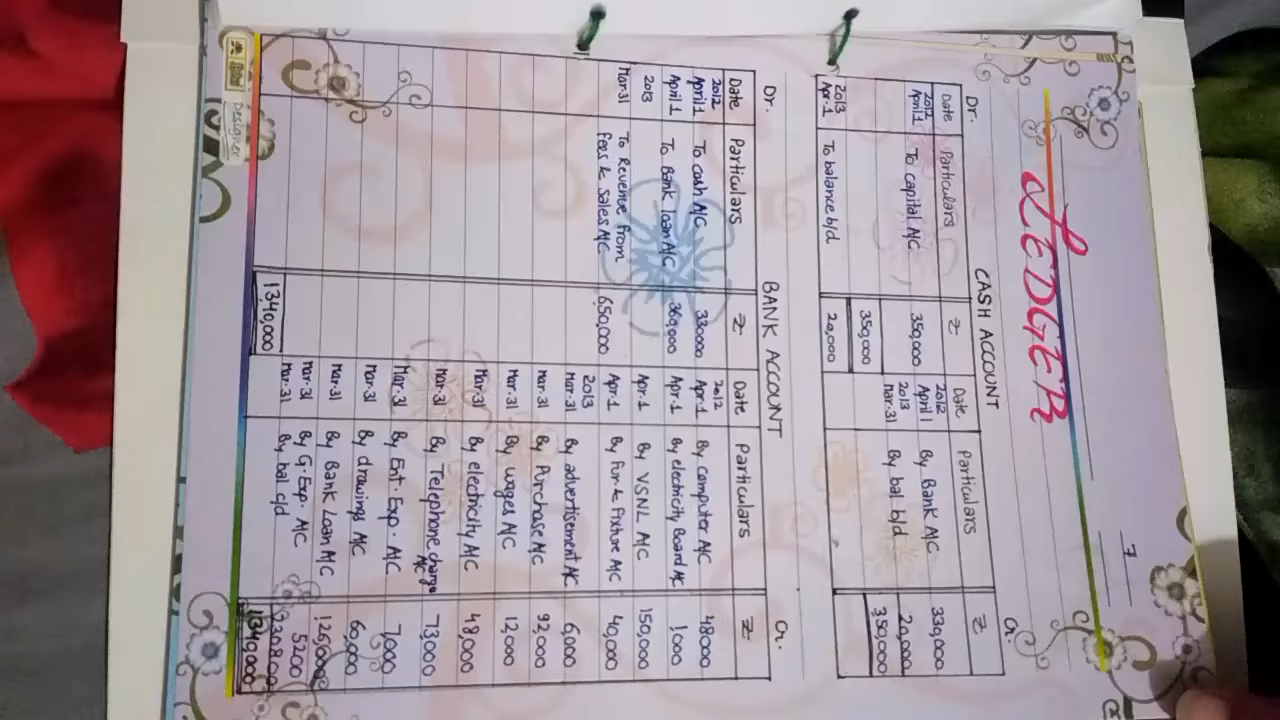 7
LEDGER
CASH ACCOUNT
Dr. Cr.
Date Particulars ₹ Date Particulars ₹
2012 2012
April 1 To capital A/C 350,000 April 1 By Bank A/C 330,000
2013
Mar.31 By bal b/d 20,000
350,000 350,000
2013
Apr.1 To balance b/d 20,000
BANK ACCOUNT
Dr. Cr.
Date Particulars ₹ Date Particulars ₹
2012 2012
April 1 To cash A/C 330000 Apr.1 By computer A/C 48000
April 1 To Bank loan A/C 360,000 Apr.1 By electricity Board A/C 1000
2013 Apr.1 By VSNL A/C 150,000
Mar.31 To Revenue from Apr.1 By Fur & Fixture A/C 40,000
fees & Sales A/C 650,000 2013
Mar.31 By advertisement A/C 6,000
Mar.31 By Purchase A/C 92,000
Mar.31 By wages A/C 12,000
Mar.31 By electricity A/C 48,000
Mar.31 By Telephone charge A/C 73,000
Mar.31 By Ent. Exp. A/C 7,000
Mar.31 By drawings A/C 60,000
Mar.31 By Bank Loan A/C
Mar.31 By G.Exp. A/C 5200
Mar.31 By bal c/d
1340,000 1340,000
Designer